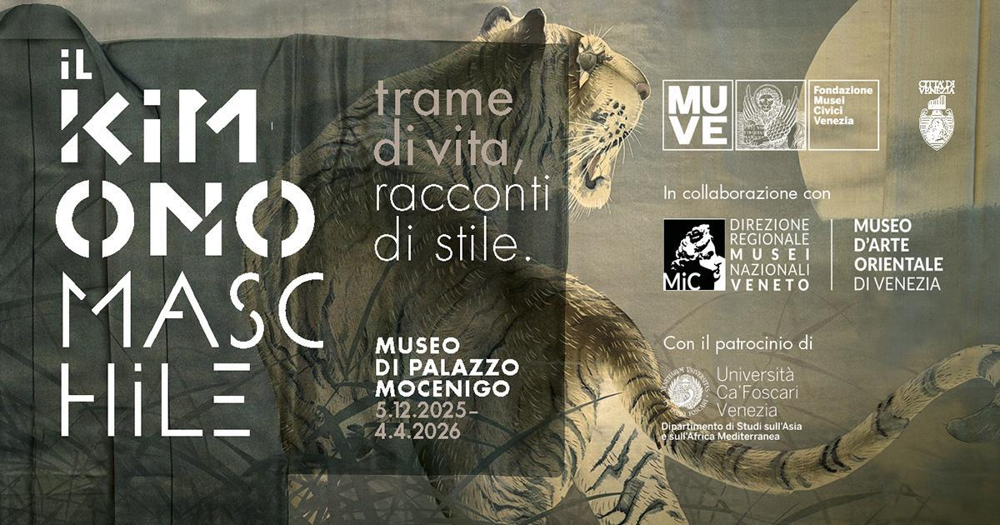 iL
KiM
ONO
MASC
HiLE
trame
di vita,
racconti
di stile.
MUSEO
DI PALAZZO
MOCENIGO
5.12.2025–
4.4.2026
MU
VE
Fondazione
Musei
Civici
Venezia
CITTÀ DI
VENEZIA
In collaborazione con
MiC
DIREZIONE
REGIONALE
MUSEI
NAZIONALI
VENETO
MUSEO
D'ARTE
ORIENTALE
DI VENEZIA
Con il patrocinio di
Università
Ca'Foscari
Venezia
Dipartimento di Studi sull'Asia
e sull'Africa Mediterranea